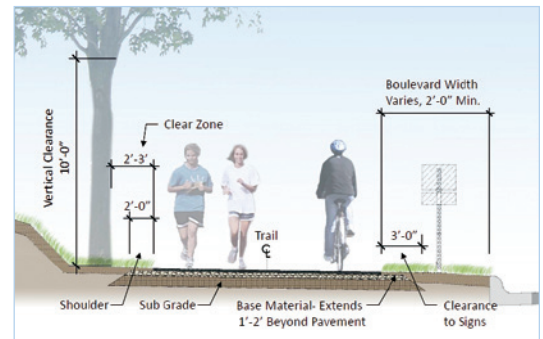 Boulevard Width
Varies, 2'-0" Min.
Clear Zone
Vertical Clearance
10'-0"
2'-3'
2'-0"
Trail
℄
3'-0"
Shoulder
Sub Grade
Base Material- Extends
1'-2' Beyond Pavement
Clearance
to Signs